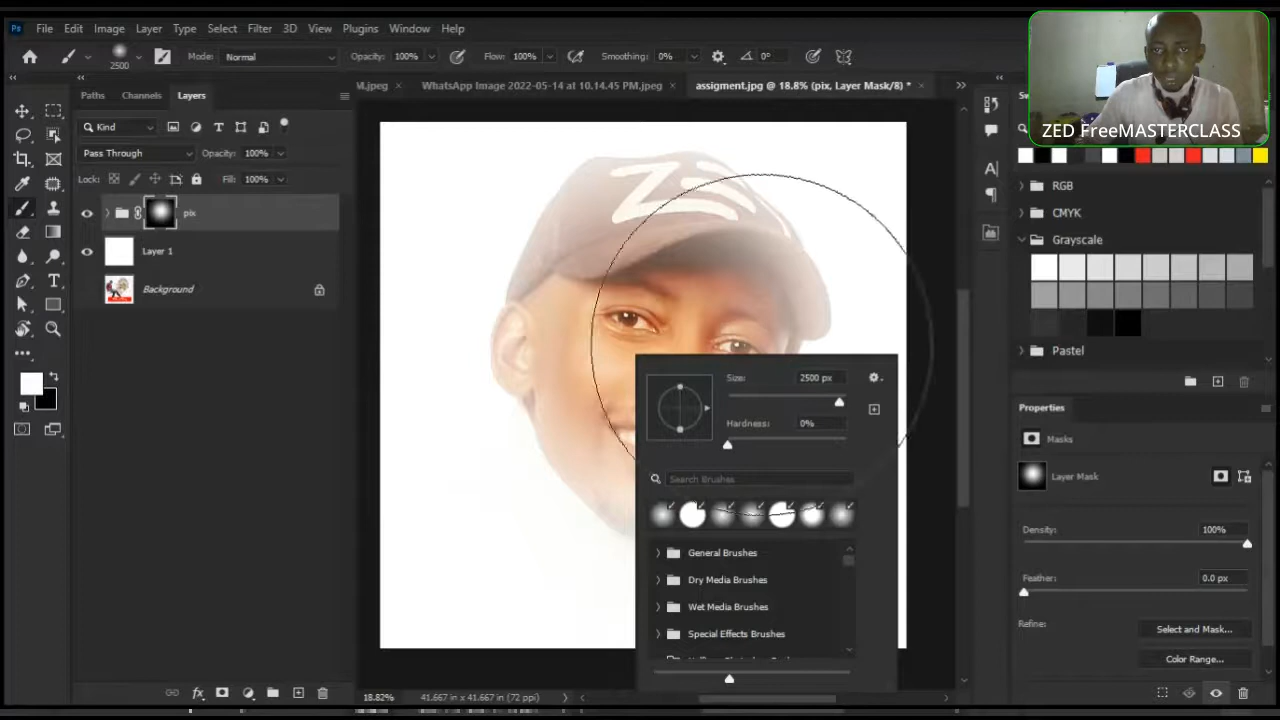 Ps File Edit Image Layer Type Select Filter 3D View Plugins Window Help
2500 Mode: Normal Opacity: 100% Flow: 100% Smoothing: 0% 0°
ZED FreeMASTERCLASS
Paths Channels Layers
M.jpeg × WhatsApp Image 2022-05-14 at 10.14.45 PM.jpeg × assigment.jpg @ 18.8% (pix, Layer Mask/8) * ×
Kind
Pass Through Opacity: 100%
Lock: Fill: 100%
pix
Layer 1
Background
RGB
CMYK
Grayscale
Pastel
Size: 2500 px
Hardness: 0%
Search Brushes
General Brushes
Dry Media Brushes
Wet Media Brushes
Special Effects Brushes
Properties
Masks
Layer Mask
Density: 100%
Feather: 0.0 px
Refine: Select and Mask...
Color Range...
18.82% 41.667 in x 41.667 in (72 ppi)